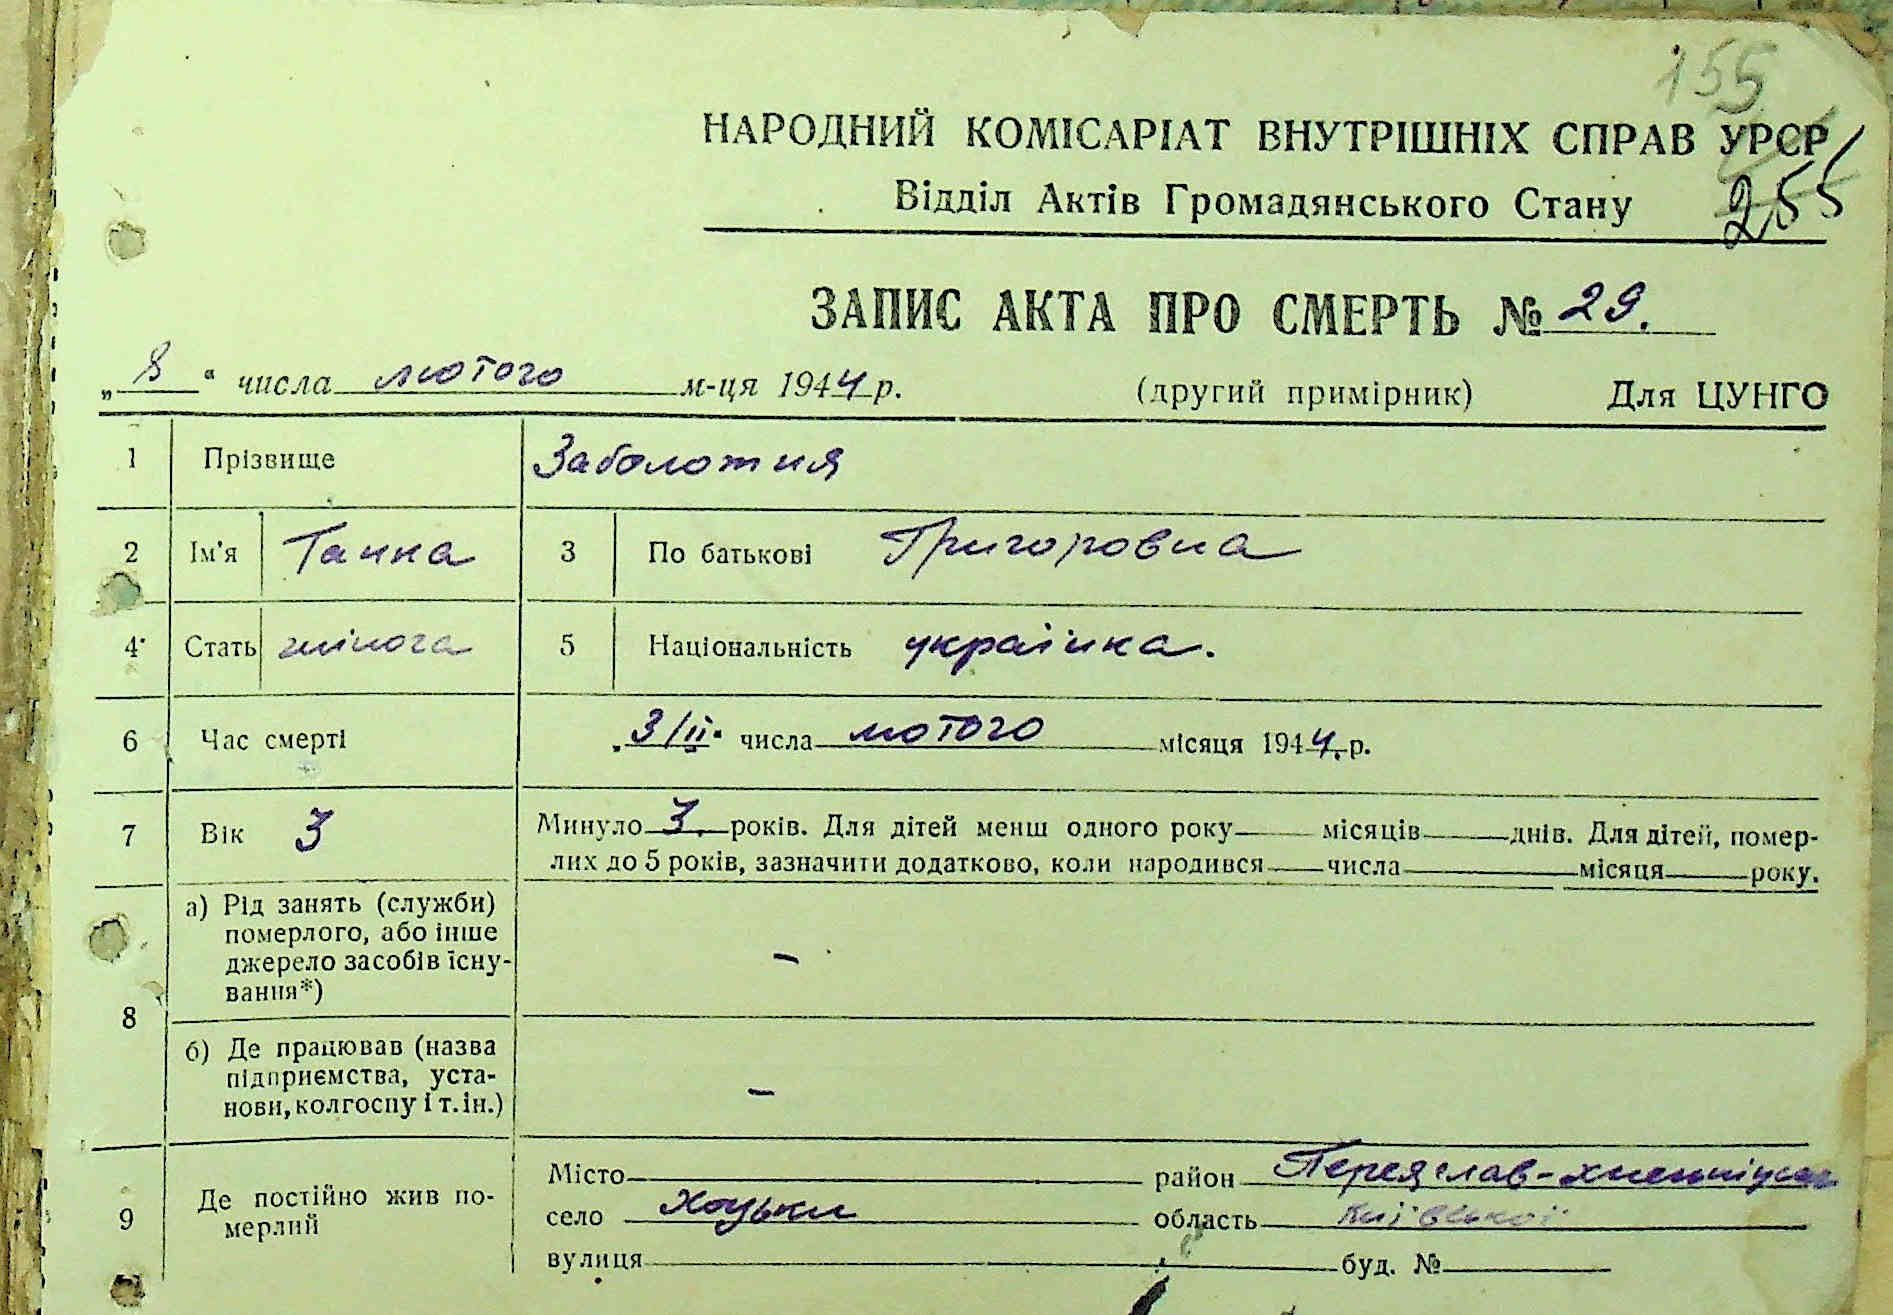 155
НАРОДНИЙ КОМІСАРІАТ ВНУТРІШНІХ СПРАВ УРСР
Відділ Актів Громадянського Стану 255
ЗАПИС АКТА ПРО СМЕРТЬ № 29.
„8“ числа лютого м-ця 1944 р. (другий примірник) Для ЦУНГО
1 Прізвище Заболотня
2 Ім'я Ганна 3 По батькові Григоровна
4 Стать жіноча 5 Національність українка.
6 Час смерті „3/II“ числа лютого місяця 1944. р.
7 Вік 3 Минуло 3. років. Для дітей менш одного року місяців днів. Для дітей, помер-
лих до 5 років, зазначити додатково, коли народився числа місяця року.
8 а) Рід занять (служби)
померлого, або інше
джерело засобів існу-
вання*) –
б) Де працював (назва
підприємства, уста-
нови, колгоспу і т.ін.) –
9 Де постійно жив по-
мерлий
Місто район Переяслав-
село Хоцьки область Київської
вулиця буд. №